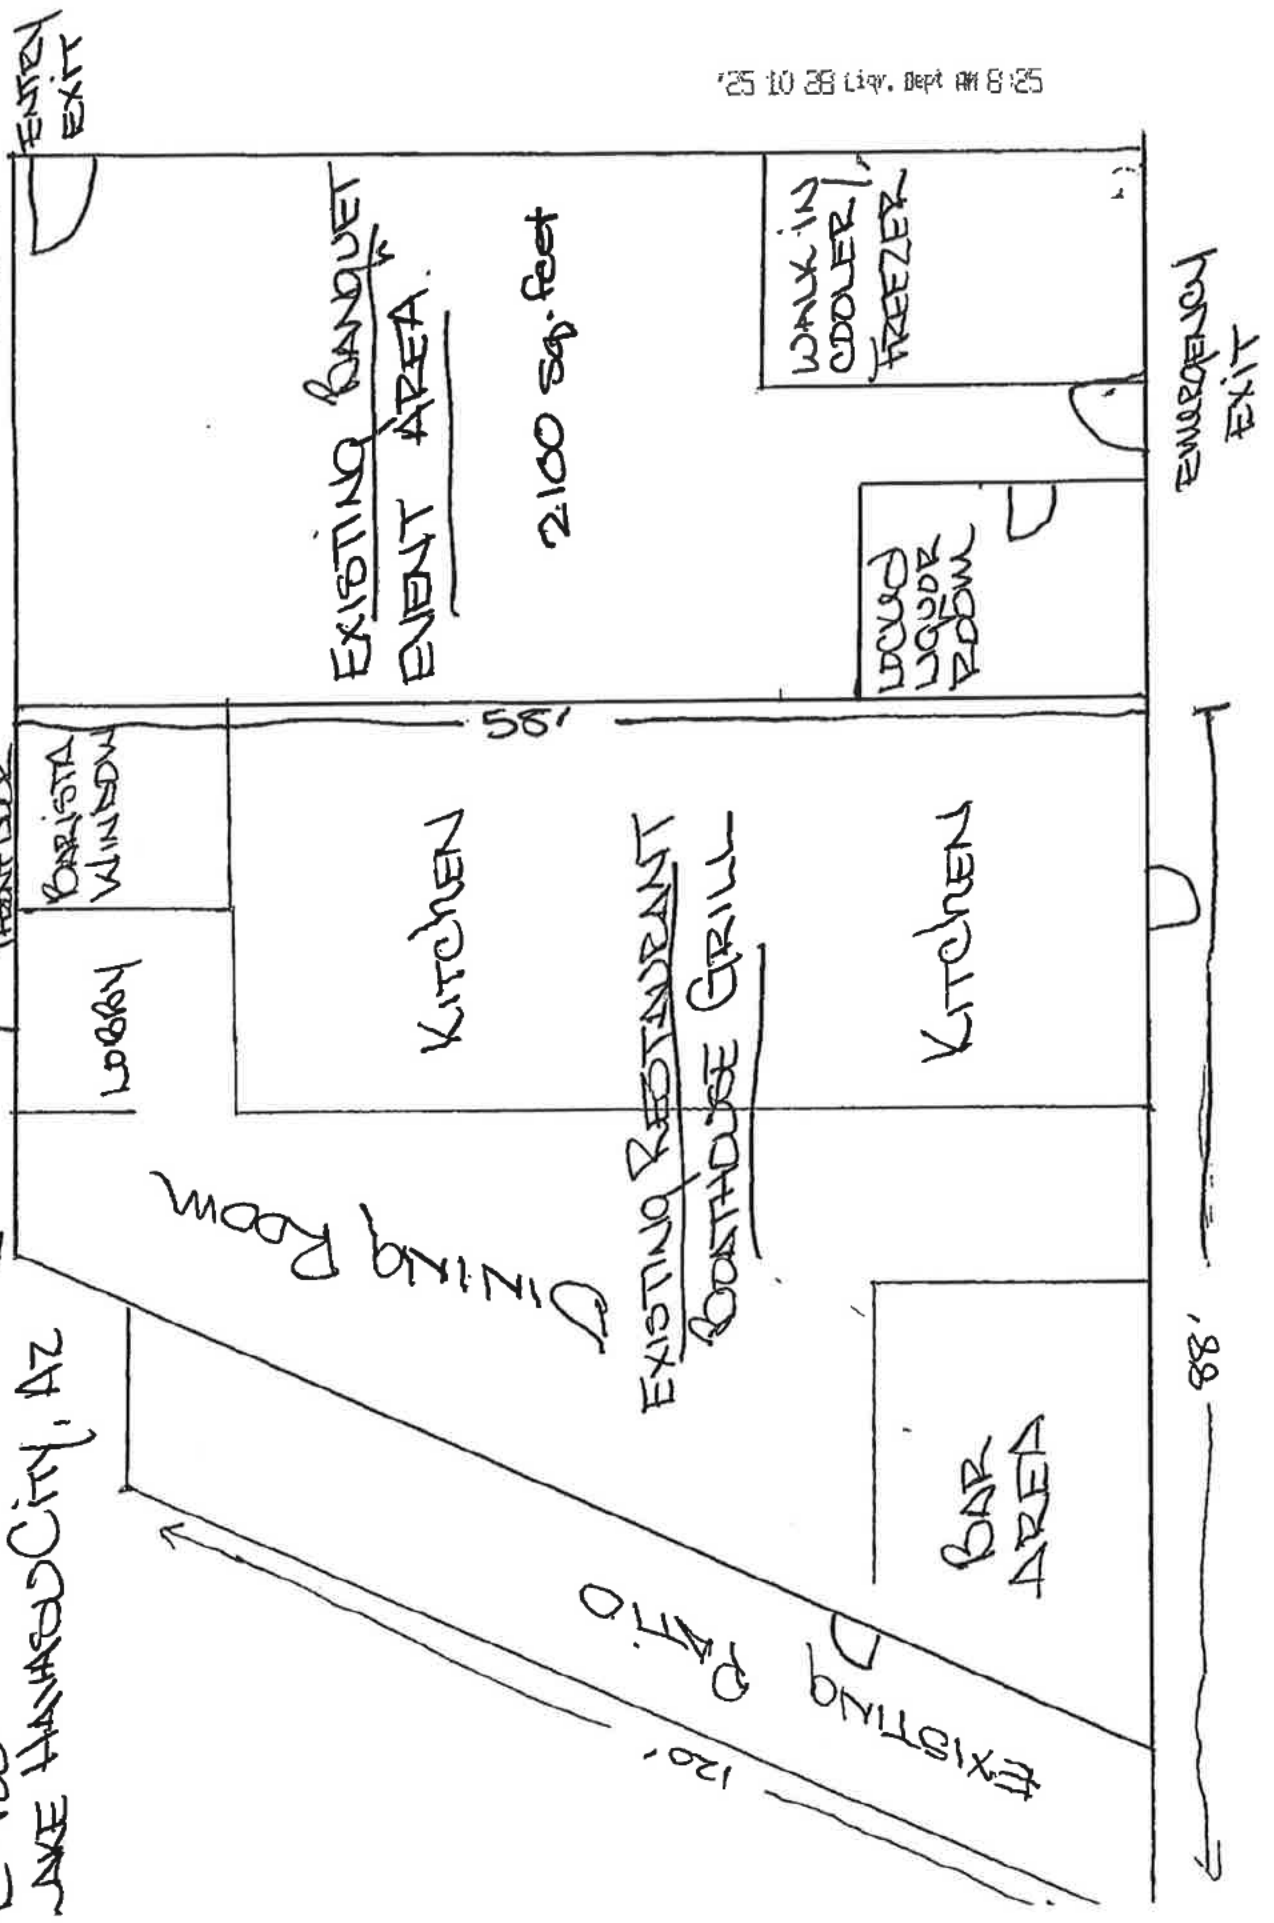 LAKE HAVASU CITY, AZ
ENTRY
EXIT
'25 10 28 Liqr. Dept AM 8:25
FRONT DOOR
BARISTA
WINDOW
LOBBY
EXISTING BANQUET
EVENT AREA.
2100 sq. feet
WALK IN
COOLER /
FREEZER
LOCKED
LIQUOR
ROOM
EMERGENCY
EXIT
58'
KITCHEN
KITCHEN
EXISTING RESTAURANT
BOATHOUSE GRILL
DINING ROOM
BAR
AREA
EXISTING
PATIO
120'
88'